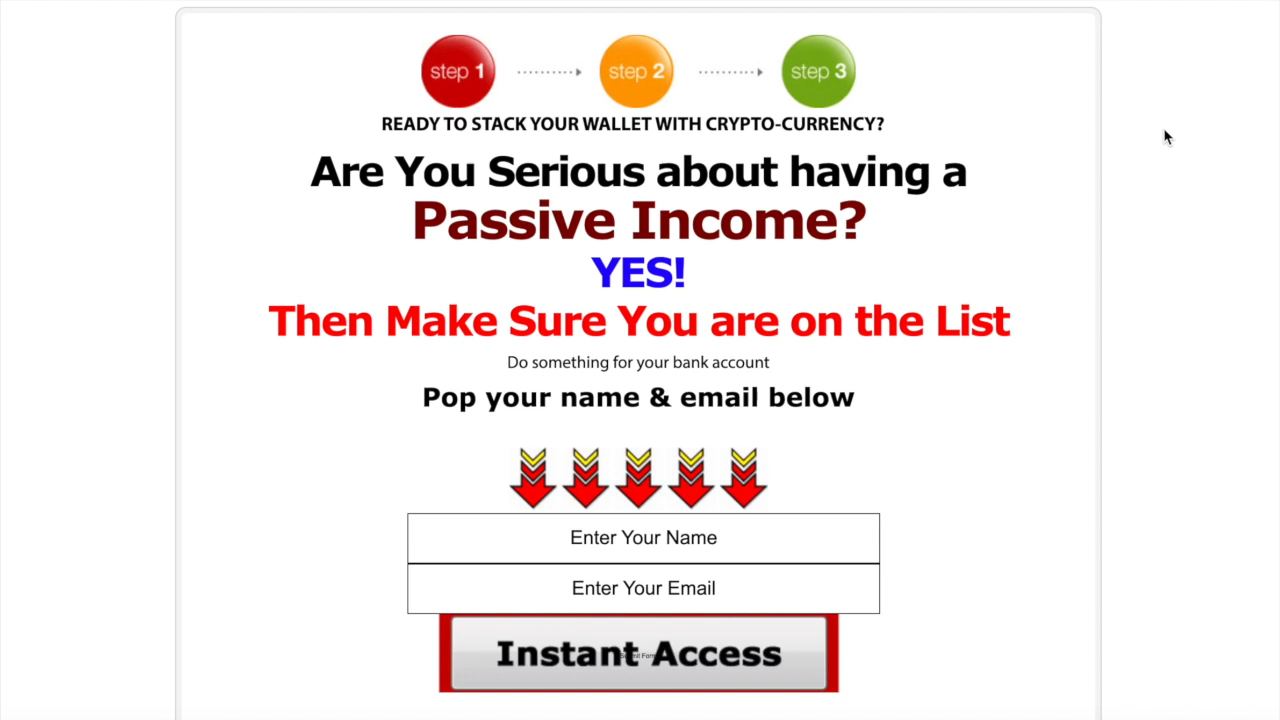 step 1
step 2
step 3
READY TO STACK YOUR WALLET WITH CRYPTO-CURRENCY?
Are You Serious about having a
Passive Income?
YES!
Then Make Sure You are on the List
Do something for your bank account
Pop your name & email below
Enter Your Name
Enter Your Email
Instant Access